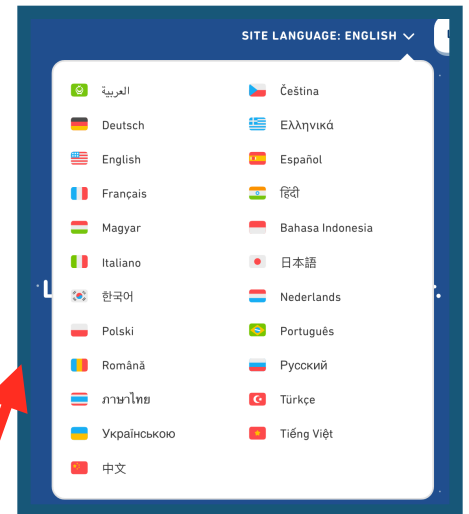 SITE LANGUAGE: ENGLISH
العربية
Čeština
Deutsch
Ελληνικά
English
Español
Français
हिंदी
Magyar
Bahasa Indonesia
Italiano
日本語
한국어
Nederlands
Polski
Português
Română
Русский
ภาษาไทย
Türkçe
Українською
Tiếng Việt
中文